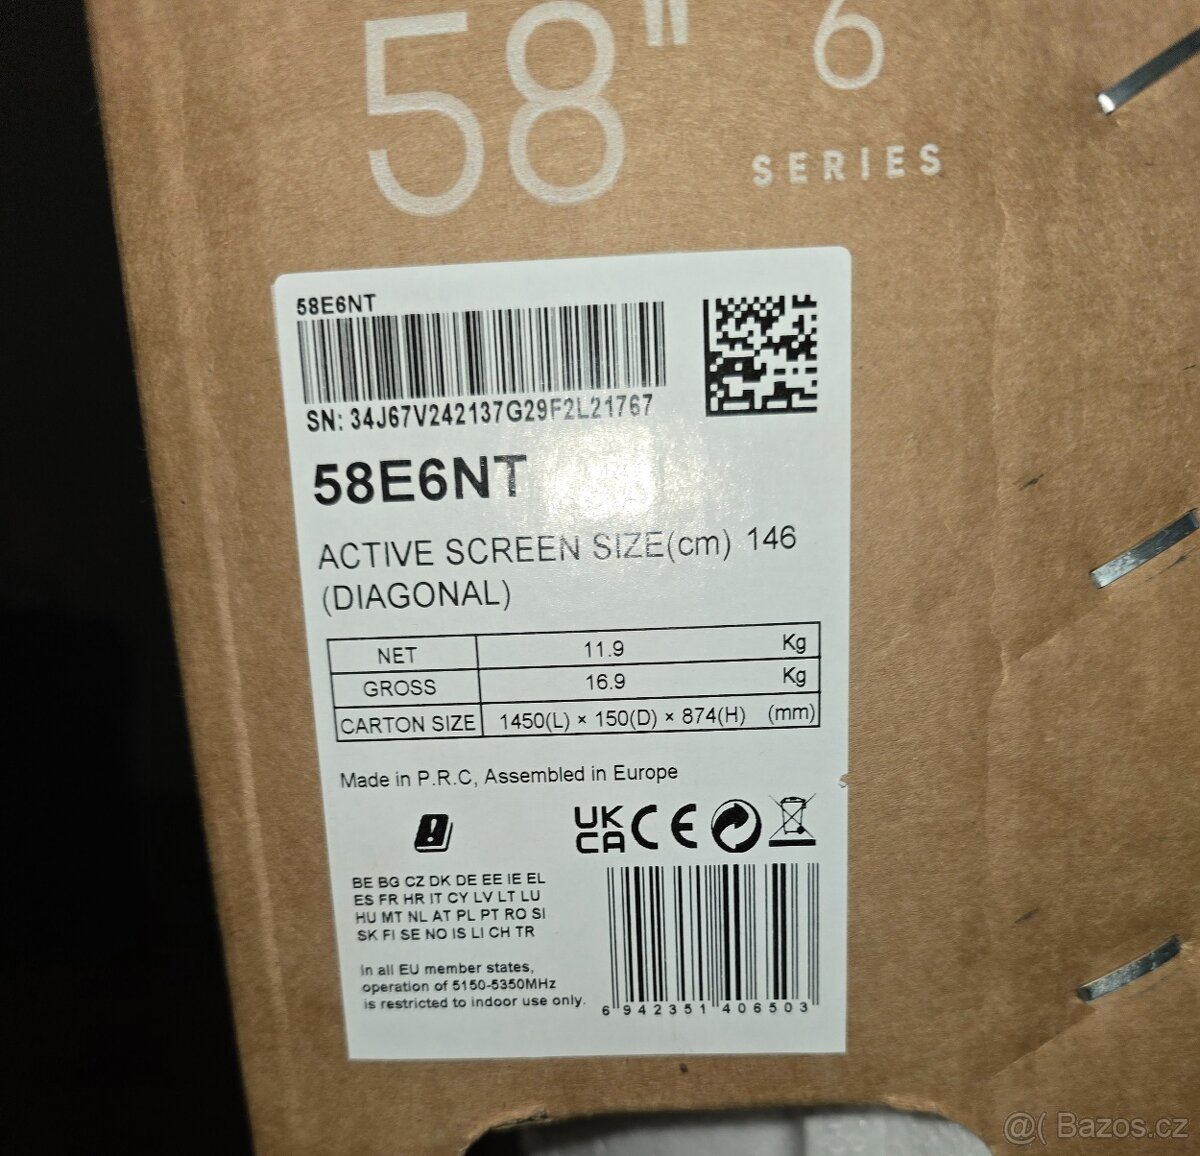 58" 6
SERIES
58E6NT
SN: 34J67V242137G29F2L21767
58E6NT
ACTIVE SCREEN SIZE(cm) 146
(DIAGONAL)
NET 11.9 Kg
GROSS 16.9 Kg
CARTON SIZE 1450(L) × 150(D) × 874(H) (mm)
Made in P.R.C, Assembled in Europe
UK
CA CE
BE BG CZ DK DE EE IE EL
ES FR HR IT CY LV LT LU
HU MT NL AT PL PT RO SI
SK FI SE NO IS LI CH TR
In all EU member states,
operation of 5150-5350MHz
is restricted to indoor use only.
6 942351 406503
@( Bazos.cz